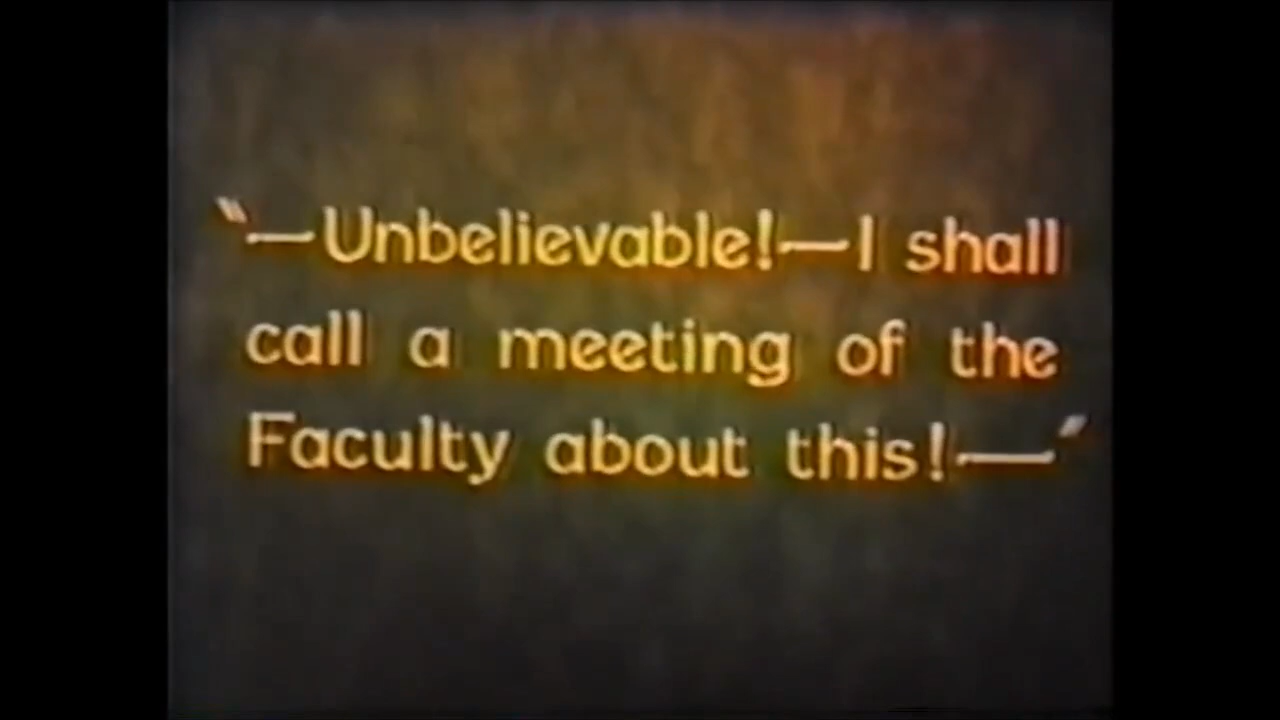 "—Unbelievable!—I shall
call a meeting of the
Faculty about this!—"